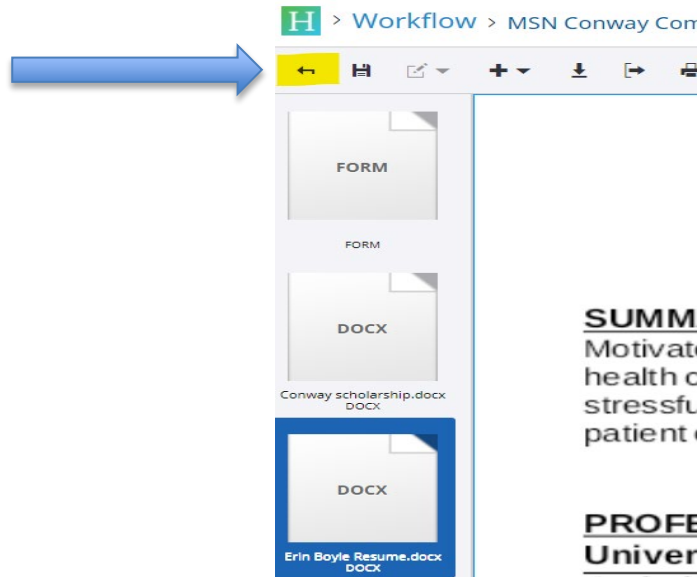 H > Workflow > MSN Conway Com
FORM
FORM
DOCX
Conway scholarship.docx
DOCX
DOCX
Erin Boyle Resume.docx
DOCX
SUMM
Motivat
health
stressfu
patient
PROFE
Univer